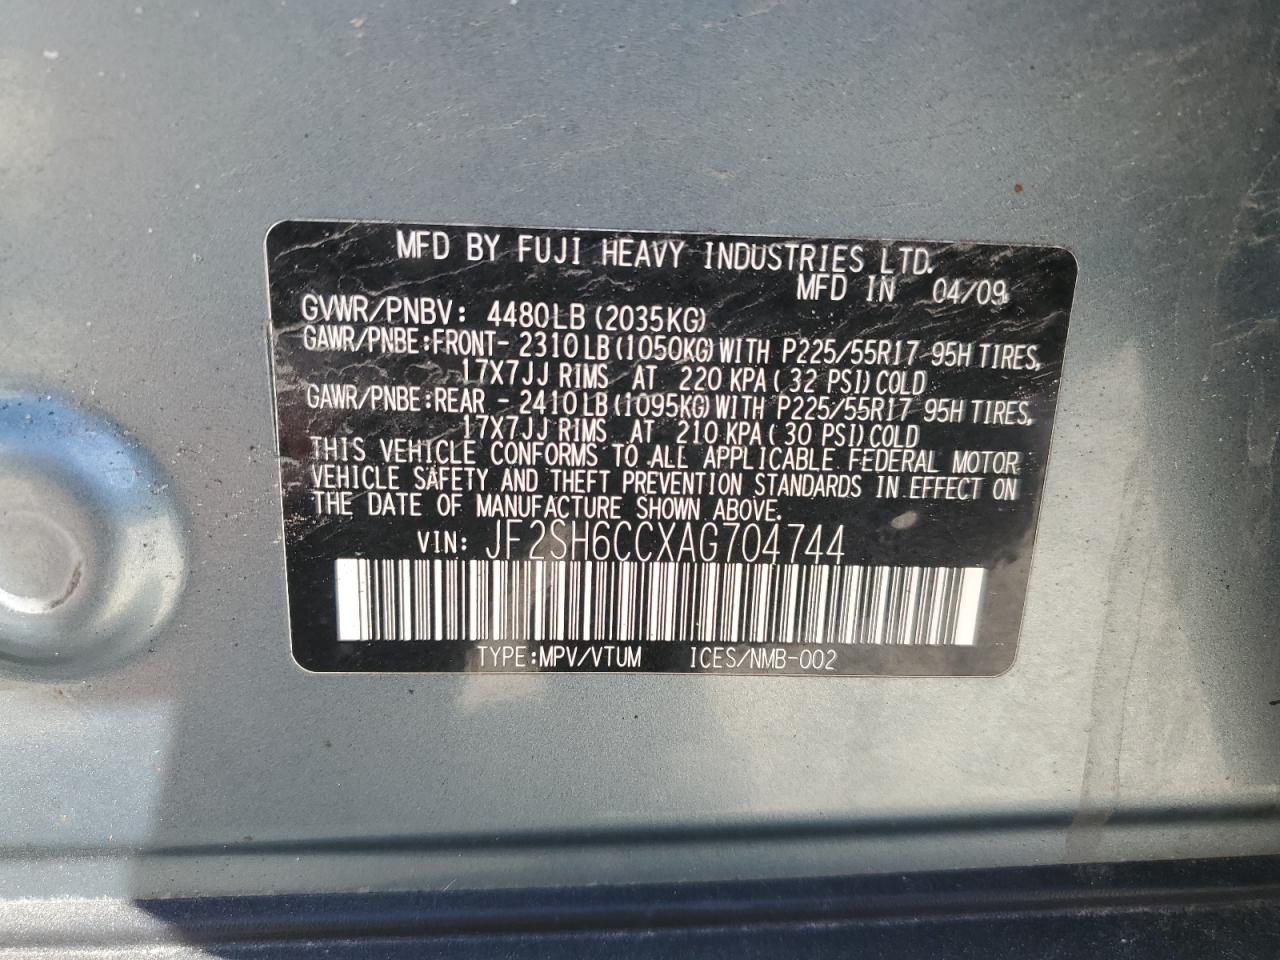 MFD BY FUJI HEAVY INDUSTRIES LTD.
MFD IN 04/09
GVWR/PNBV: 4480LB (2035KG)
GAWR/PNBE:FRONT- 2310LB(1050KG)WITH P225/55R17 95H TIRES,
17X7JJ RIMS AT 220 KPA( 32 PSI)COLD
GAWR/PNBE:REAR - 2410LB(1095KG)WITH P225/55R17 95H TIRES,
17X7JJ RIMS AT 210 KPA( 30 PSI)COLD
THIS VEHICLE CONFORMS TO ALL APPLICABLE FEDERAL MOTOR
VEHICLE SAFETY AND THEFT PREVENTION STANDARDS IN EFFECT ON
THE DATE OF MANUFACTURE SHOWN ABOVE.
VIN: JF2SH6CCXAG704744
TYPE:MPV/VTUM ICES/NMB-002